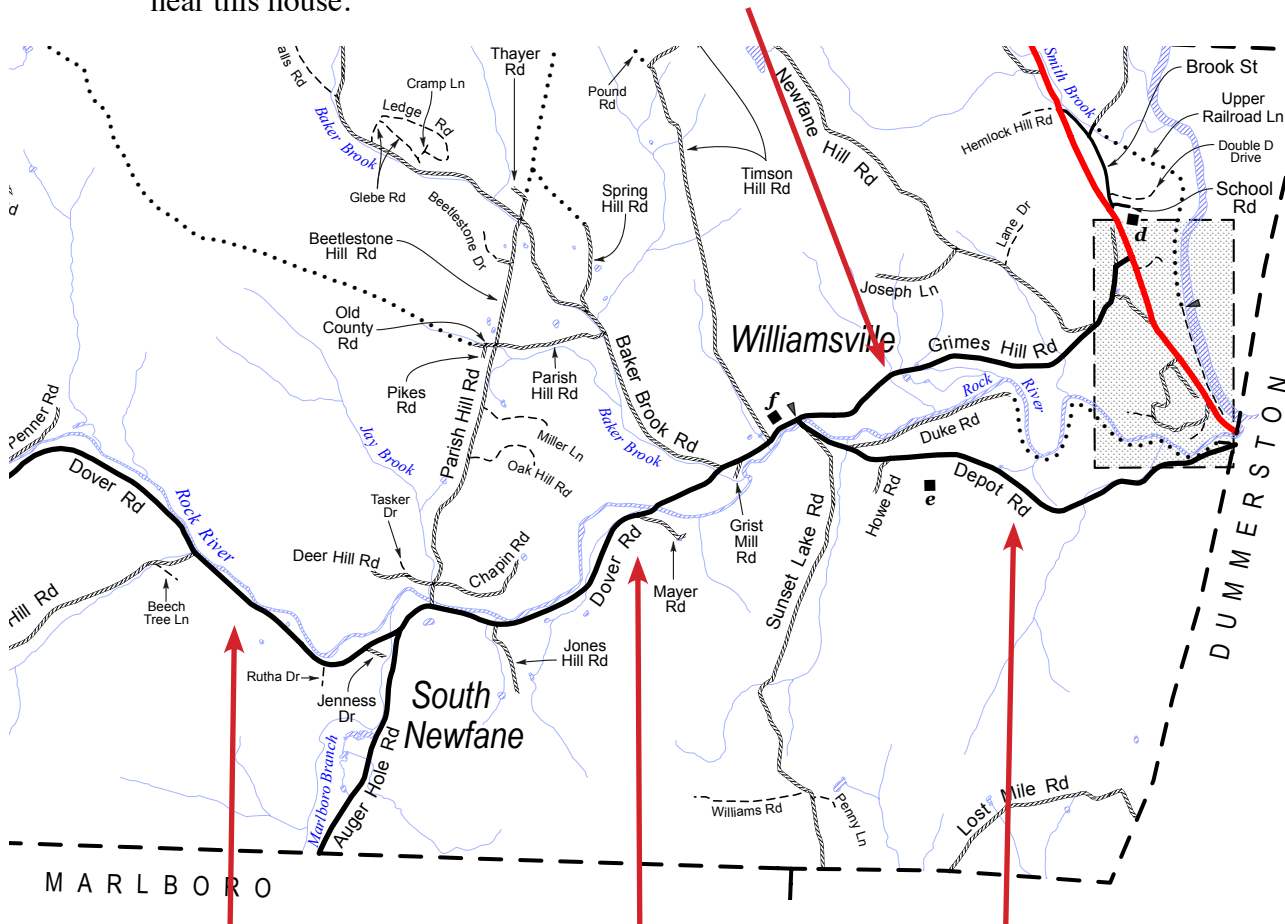 near this house.
alls Rd
Cramp Ln
Ledge Rd
Baker Brook
Glebe Rd
Thayer
Rd
Pound
Rd
Timson
Hill Rd
Newfane Hill Rd
Smith Brook
Brook St
Upper
Railroad Ln
Hemlock Hill Rd
Double D
Drive
School
Rd
d
Beetlestone Dr
Spring
Hill Rd
Beetlestone
Hill Rd
Lane Dr
Joseph Ln
Old
County
Rd
Williamsville
Grimes Hill Rd
Pikes
Rd
Parish
Hill Rd
Parish Hill Rd
Baker Brook Rd
Baker Brook
Rock River
Duke Rd
f
Penner Rd
d
Miller Ln
Oak Hill Rd
Jay Brook
Dover Rd
Rock River
Depot Rd
Howe Rd
e
Sunset Lake Rd
Grist
Mill
Rd
Tasker
Dr
Deer Hill Rd
Chapin Rd
Dover Rd
Mayer
Rd
Hill Rd
Beech
Tree Ln
Jones
Hill Rd
Rutha Dr
Jenness
Dr
South
Newfane
DUMMERSTON
Marlboro Branch
Auger Hole Rd
Williams Rd
Penny Ln
Lost Mile Rd
MARLBORO